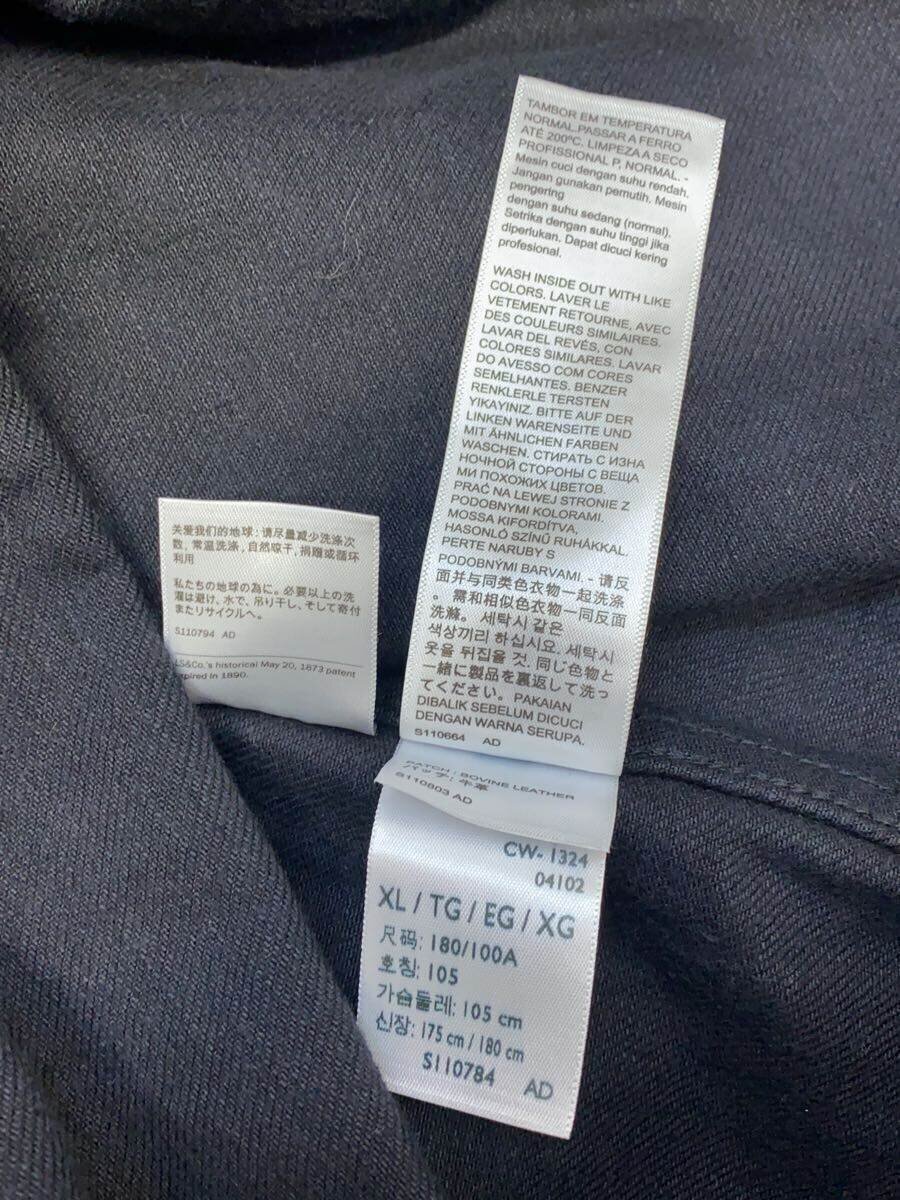 TAMBOR EM TEMPERATURA
NORMAL.PASSAR A FERRO
ATÉ 200ºC. LIMPEZA A SECO
PROFISSIONAL P, NORMAL. -
Mesin cuci dengan suhu rendah.
Jangan gunakan pemutih. Mesin
pengering
dengan suhu sedang (normal).
Setrika dengan suhu tinggi jika
diperlukan. Dapat dicuci kering
profesional.
WASH INSIDE OUT WITH LIKE
COLORS. LAVER LE
VETEMENT RETOURNE, AVEC
DES COULEURS SIMILAIRES.
LAVAR DEL REVÉS, CON
COLORES SIMILARES. LAVAR
DO AVESSO COM CORES
SEMELHANTES. BENZER
RENKLERLE TERSTEN
YIKAYINIZ. BITTE AUF DER
LINKEN WARENSEITE UND
MIT ÄHNLICHEN FARBEN
WASCHEN. СТИРАТЬ С ИЗНА
НОЧНОЙ СТОРОНЫ С ВЕЩА
МИ ПОХОЖИХ ЦВЕТОВ.
PRAĆ NA LEWEJ STRONIE Z
PODOBNYMI KOLORAMI.
MOSSA KIFORDÍTVA,
HASONLÓ SZÍNŰ RUHÁKKAL.
PERTE NARUBY S
PODOBNÝMI BARVAMI. - 请反
面并与同类色衣物一起洗涤
。需和相似色衣物一同反面
洗滌。 세탁시 같은
색상끼리 하십시요. 세탁시
옷을 뒤집을 것. 同じ色物と
一緒に製品を裏返して洗っ
てください。PAKAIAN
DIBALIK SEBELUM DICUCI
DENGAN WARNA SERUPA.
S110664 AD
关爱我们的地球: 请尽量减少洗涤次
数, 常温洗涤, 自然晾干, 捐赠或循环
利用
私たちの地球の為に。必要以上の洗
濯は避け、水で、吊り干し、そして寄付
またリサイクルへ。
S110794 AD
LS&Co.'s historical May 20, 1873 patent
expired in 1890.
PATCH : BOVINE LEATHER
パッチ: 牛革
S110803 AD
CW- 1324
04102
XL / TG / EG / XG
尺码: 180/100A
호칭: 105
가슴둘레: 105 cm
신장: 175 cm / 180 cm
S110784 AD